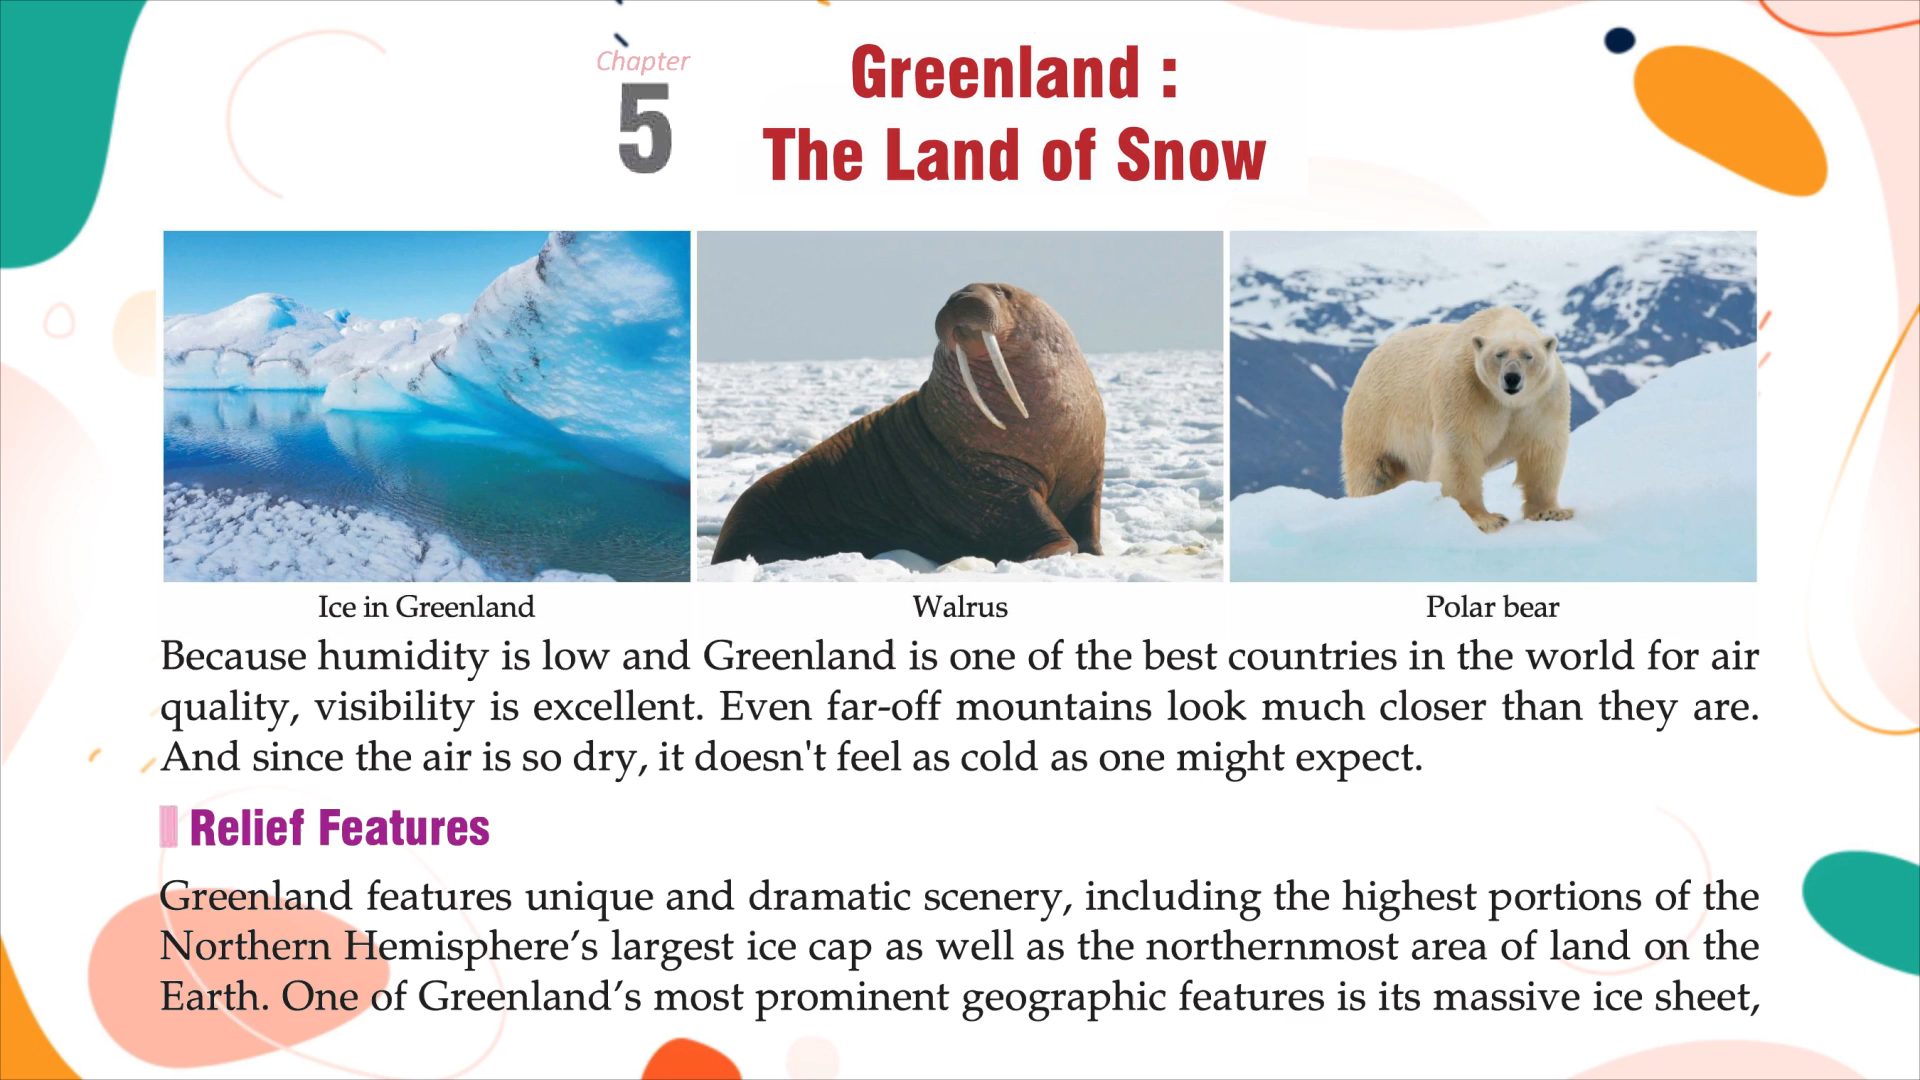 Chapter
5
Greenland :
The Land of Snow
Ice in Greenland
Walrus
Polar bear
Because humidity is low and Greenland is one of the best countries in the world for air
quality, visibility is excellent. Even far-off mountains look much closer than they are.
And since the air is so dry, it doesn't feel as cold as one might expect.
Relief Features
Greenland features unique and dramatic scenery, including the highest portions of the
Northern Hemisphere’s largest ice cap as well as the northernmost area of land on the
Earth. One of Greenland’s most prominent geographic features is its massive ice sheet,